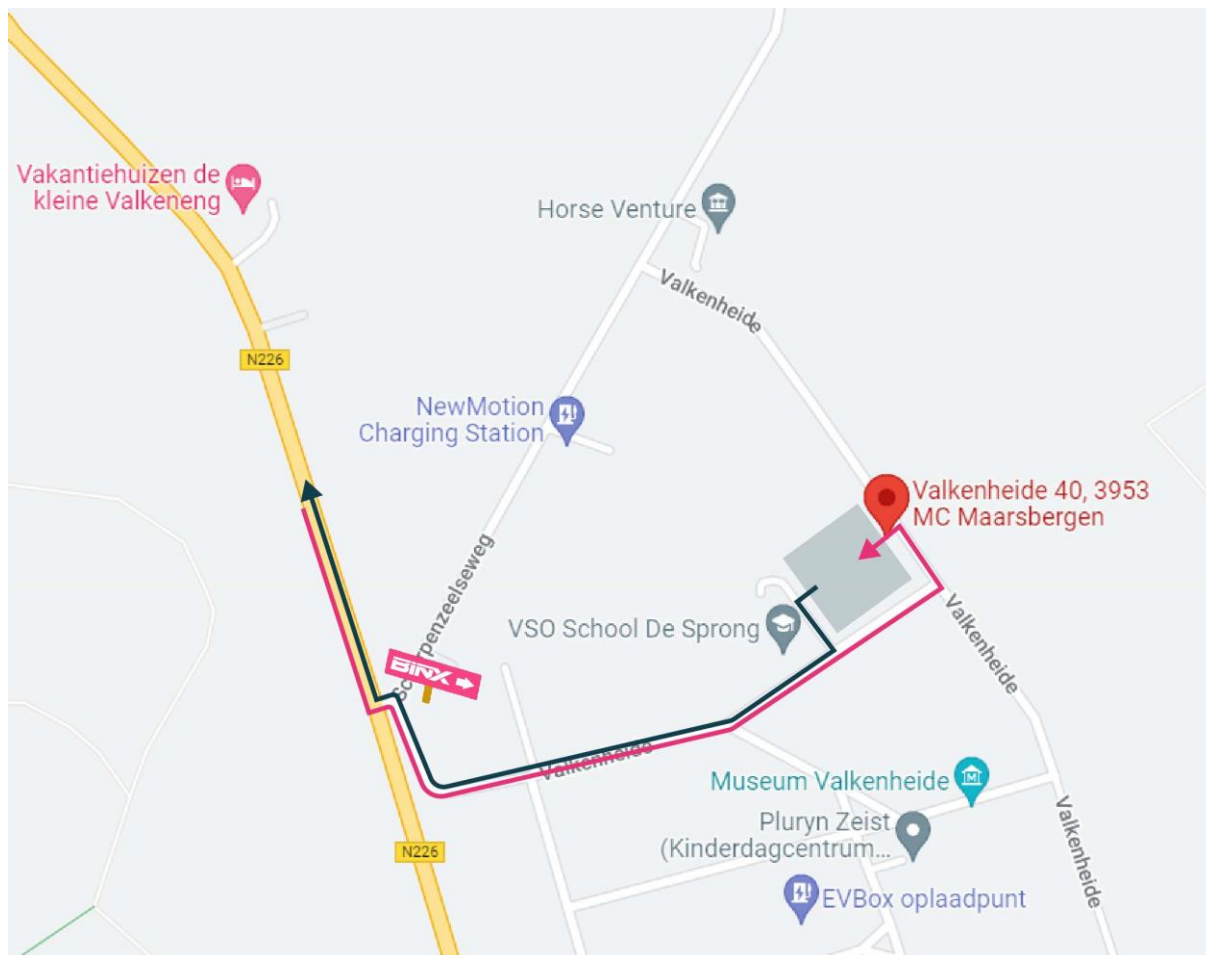 Vakantiehuizen de
kleine Valkeneng
Horse Venture
Valkenheide
N226
NewMotion
Charging Station
Valkenheide 40, 3953
MC Maarsbergen
Scherpenzeelseweg
VSO School De Sprong
Valkenheide
BINX
Valkenheide
Museum Valkenheide
Pluryn Zeist
(Kinderdagcentrum...
Valkenheide
N226
EVBox oplaadpunt